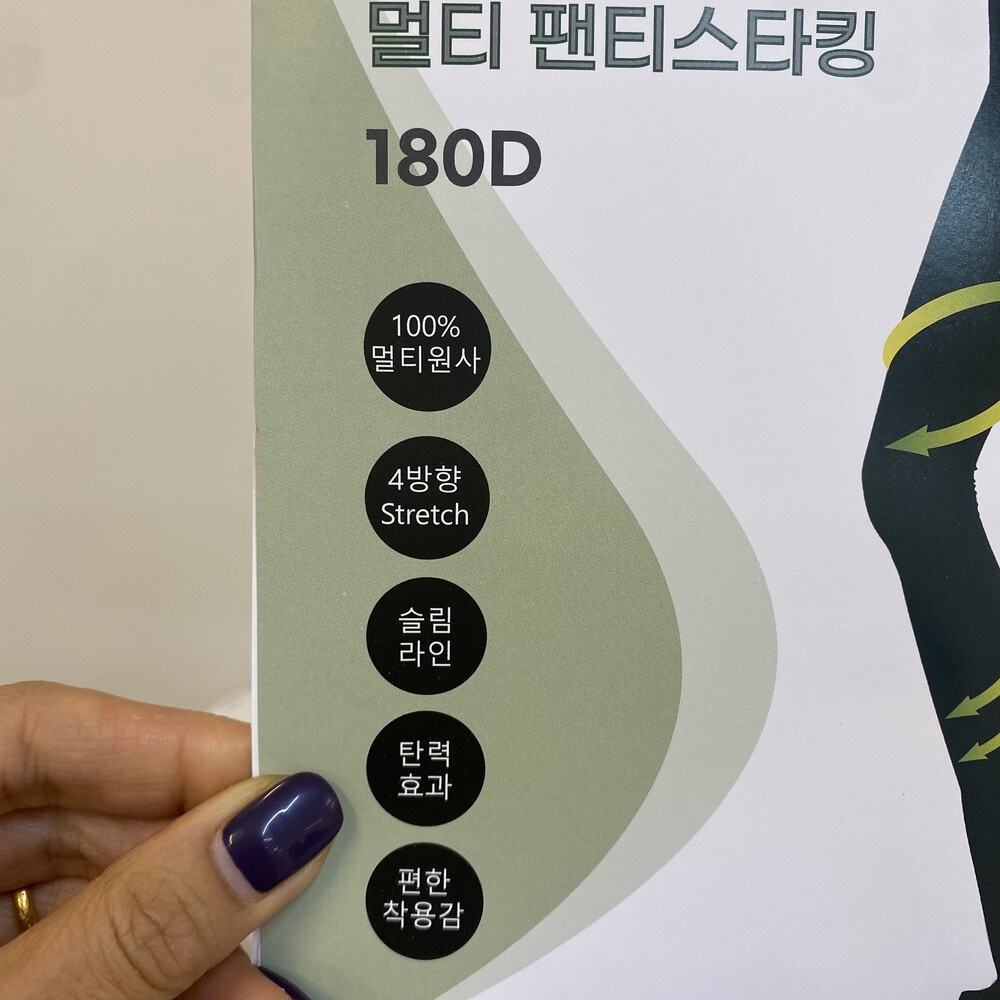 멀티 팬티스타킹
180D
100%
멀티원사
4방향
Stretch
슬림
라인
탄력
효과
편한
착용감